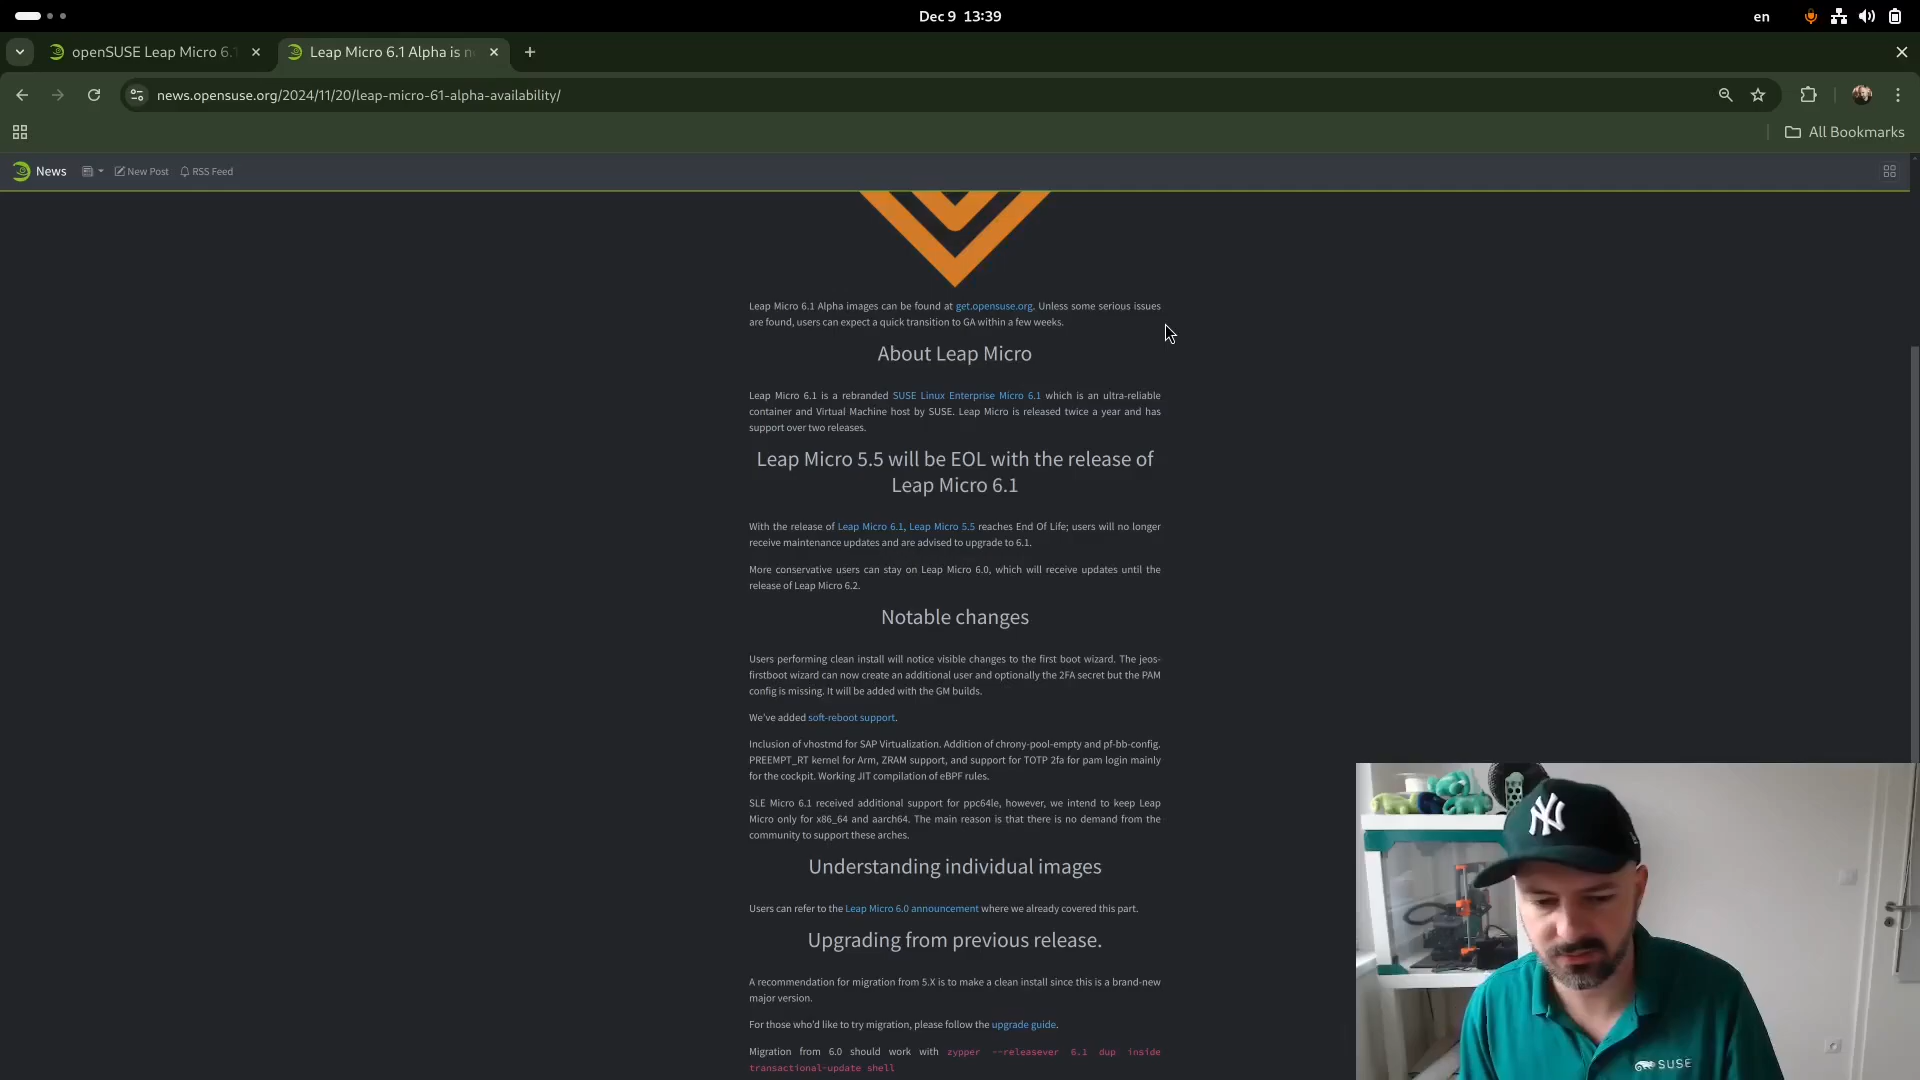 Dec 9 13:39
en
openSUSE Leap Micro 6.
Leap Micro 6.1 Alpha is n
news.opensuse.org/2024/11/20/leap-micro-61-alpha-availability/
All Bookmarks
News
New Post
RSS Feed
Leap Micro 6.1 Alpha images can be found at get.opensuse.org. Unless some serious issues
are found, users can expect a quick transition to GA within a few weeks.
About Leap Micro
Leap Micro 6.1 is a rebranded SUSE Linux Enterprise Micro 6.1 which is an ultra-reliable
container and Virtual Machine host by SUSE. Leap Micro is released twice a year and has
support over two releases.
Leap Micro 5.5 will be EOL with the release of
Leap Micro 6.1
With the release of Leap Micro 6.1, Leap Micro 5.5 reaches End Of Life; users will no longer
receive maintenance updates and are advised to upgrade to 6.1.
More conservative users can stay on Leap Micro 6.0, which will receive updates until the
release of Leap Micro 6.2.
Notable changes
Users performing clean install will notice visible changes to the first boot wizard. The jeos-
firstboot wizard can now create an additional user and optionally the 2FA secret but the PAM
config is missing. It will be added with the GM builds.
We've added soft-reboot support.
Inclusion of vhostmd for SAP Virtualization. Addition of chrony-pool-empty and pf-bb-config.
PREEMPT_RT kernel for Arm, ZRAM support, and support for TOTP 2fa for pam login mainly
for the cockpit. Working JIT compilation of eBPF rules.
SLE Micro 6.1 received additional support for ppc64le, however, we intend to keep Leap
Micro only for x86_64 and aarch64. The main reason is that there is no demand from the
community to support these arches.
Understanding individual images
Users can refer to the Leap Micro 6.0 announcement where we already covered this part.
Upgrading from previous release.
A recommendation for migration from 5.X is to make a clean install since this is a brand-new
major version.
For those who'd like to try migration, please follow the upgrade guide.
Migration from 6.0 should work with zypper --releasever 6.1 dup inside
transactional-update shell
NY
SUSE